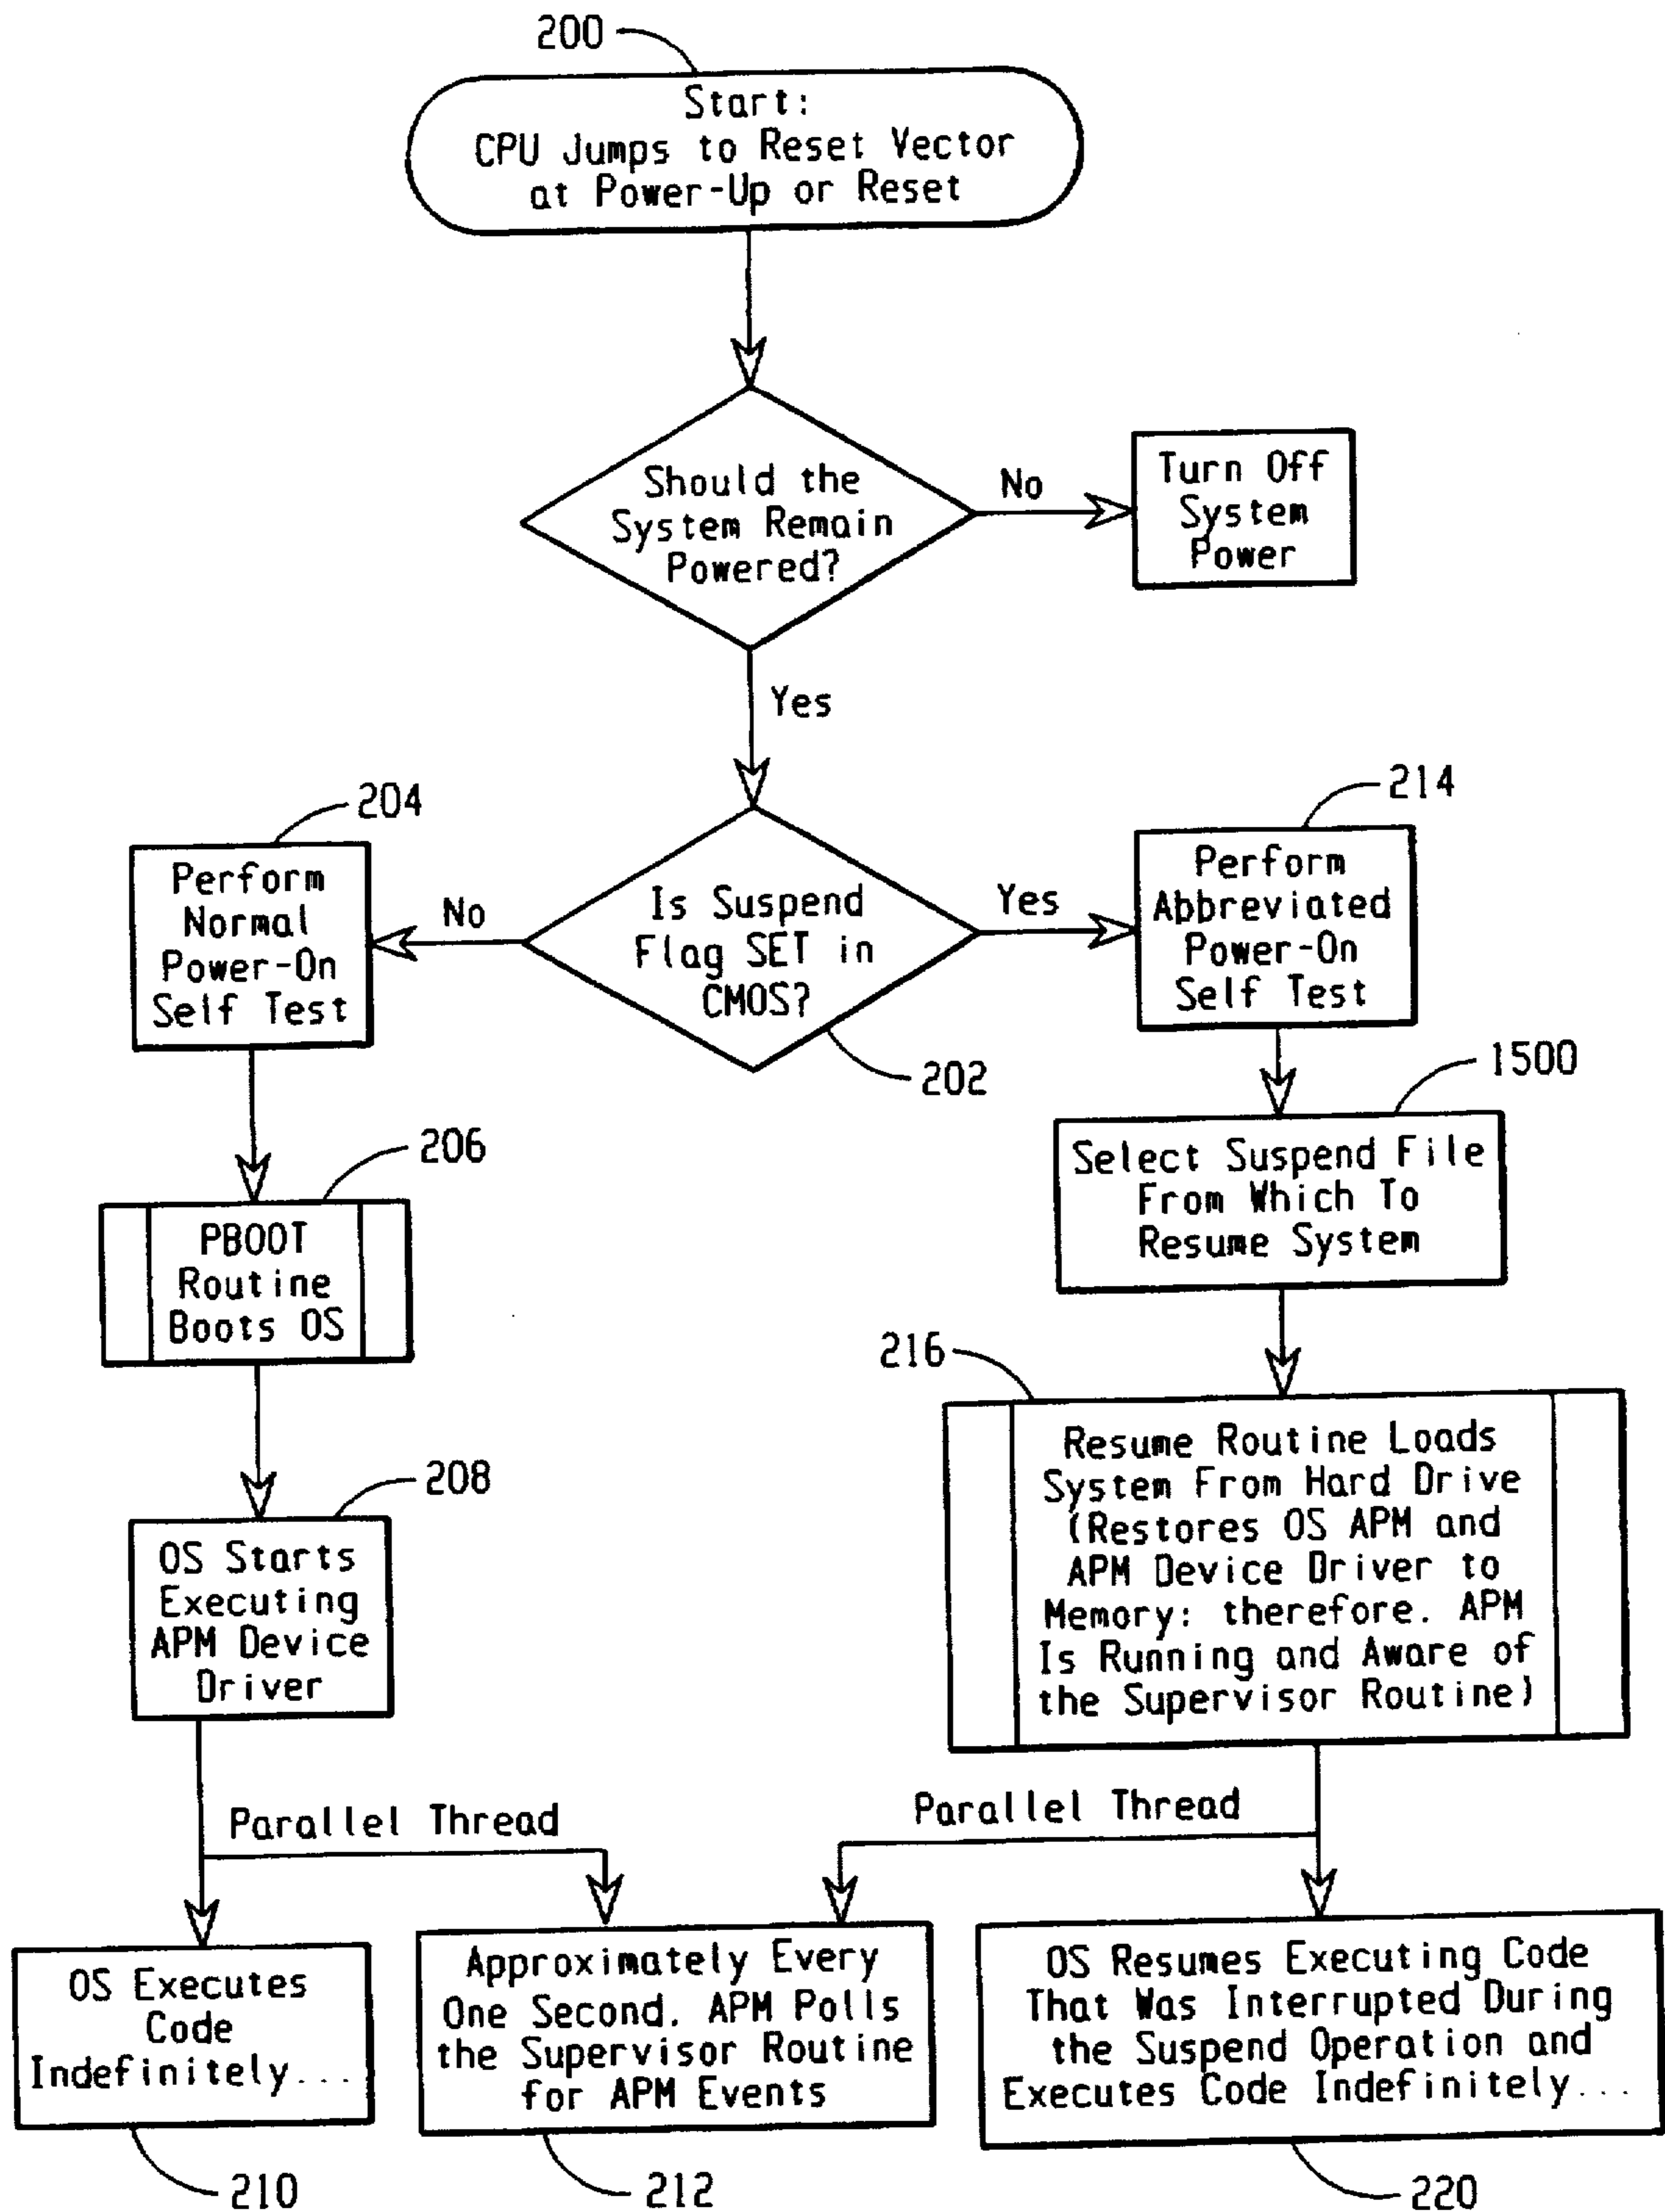 200
Start:
CPU Jumps to Reset Vector
at Power-Up or Reset
Should the
System Remain
Powered?
No
Turn Off
System
Power
Yes
204
Perform
Normal
Power-On
Self Test
No
Is Suspend
Flag SET in
CMOS?
202
Yes
214
Perform
Abbreviated
Power-On
Self Test
1500
Select Suspend File
From Which To
Resume System
206
PBOOT
Routine
Boots OS
216
Resume Routine Loads
System From Hard Drive
(Restores OS APM and
APM Device Driver to
Memory: therefore. APM
Is Running and Aware of
the Supervisor Routine)
208
OS Starts
Executing
APM Device
Driver
Parallel Thread
Parallel Thread
OS Executes
Code
Indefinitely...
210
Approximately Every
One Second. APM Polls
the Supervisor Routine
for APM Events
212
OS Resumes Executing Code
That Was Interrupted During
the Suspend Operation and
Executes Code Indefinitely...
220